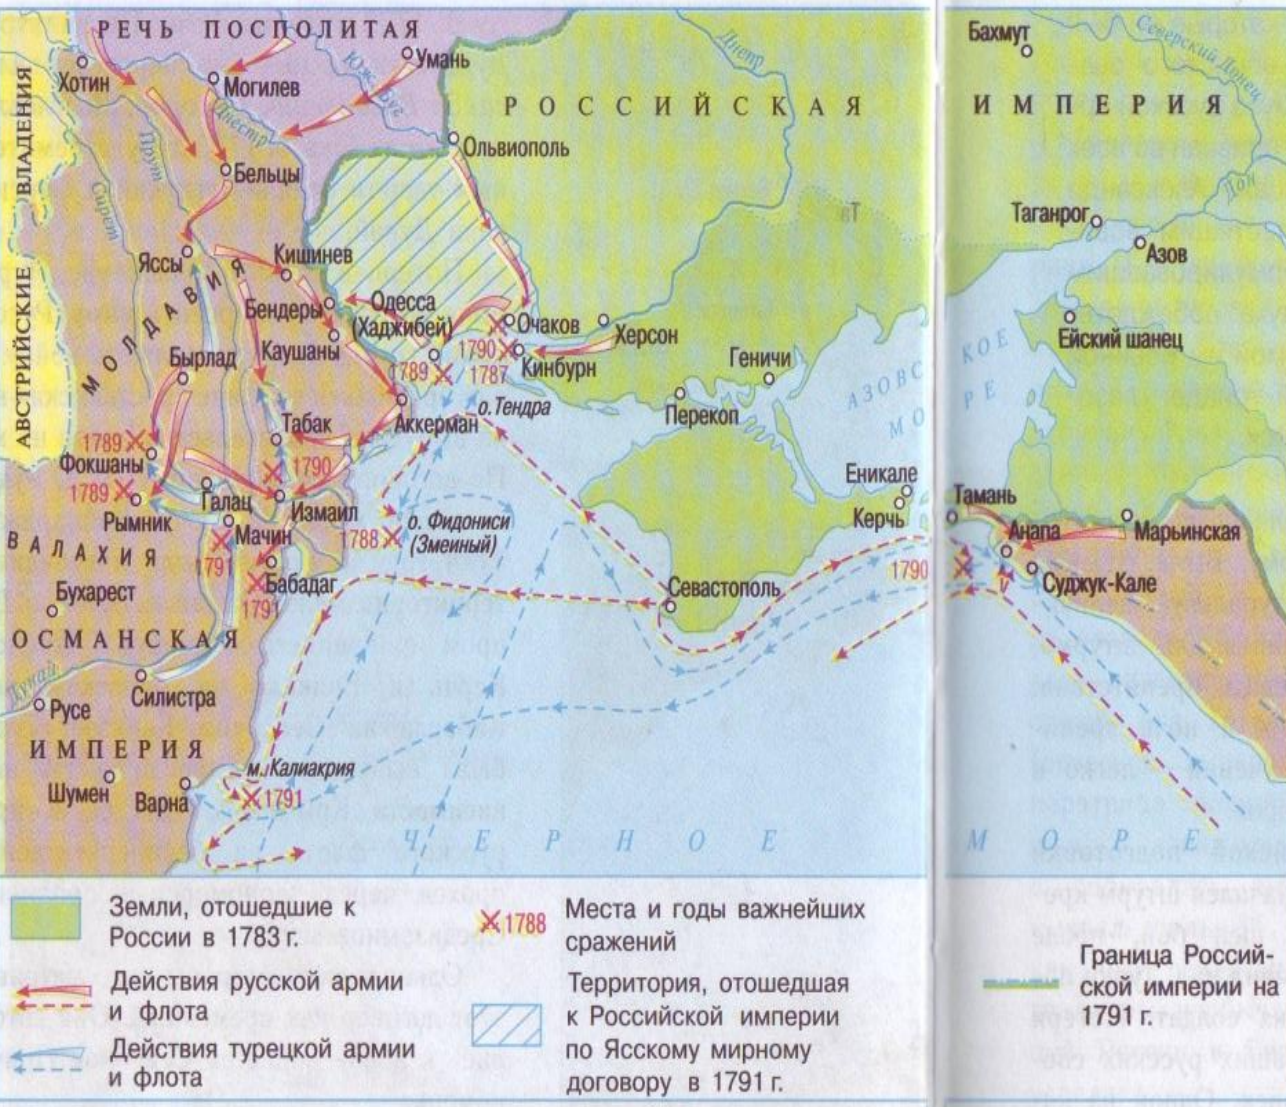 РЕЧЬ ПОСПОЛИТАЯ
Хотин
Могилев
Умань
Юж. Буг
Днепр
Бахмут
Северский Донец
РОССИЙСКАЯ
ИМПЕРИЯ
АВСТРИЙСКИЕ ВЛАДЕНИЯ
Днестр
Прут
Сирет
Ольвиополь
Бельцы
Дон
Таганрог
Азов
Яссы
Кишинев
МОЛДАВИЯ
Бендеры
Одесса
(Хаджибей)
Очаков
Херсон
Ейский шанец
Каушаны
1790
Кинбурн
Геничи
АЗОВСКОЕ
МОРЕ
Бырлад
1789
1787
о.Тендра
Перекоп
Аккерман
Табак
1789
Фокшаны
1790
Еникале
1789
Галац
Измаил
Керчь
Тамань
Рымник
Мачин
1788
о. Фидониси
(Змеиный)
Анапа
Марьинская
ВАЛАХИЯ
1791
Бабадаг
1790
Суджук-Кале
Бухарест
1791
Севастополь
ОСМАНСКАЯ
Дунай
Силистра
Русе
ИМПЕРИЯ
м. Калиакрия
Шумен
Варна
1791
ЧЕРНОЕ
МОРЕ
Земли, отошедшие к
России в 1783 г.
Действия русской армии
и флота
Действия турецкой армии
и флота
1788
Места и годы важнейших
сражений
Территория, отошедшая
к Российской империи
по Ясскому мирному
договору в 1791 г.
Граница Россий-
ской империи на
1791 г.